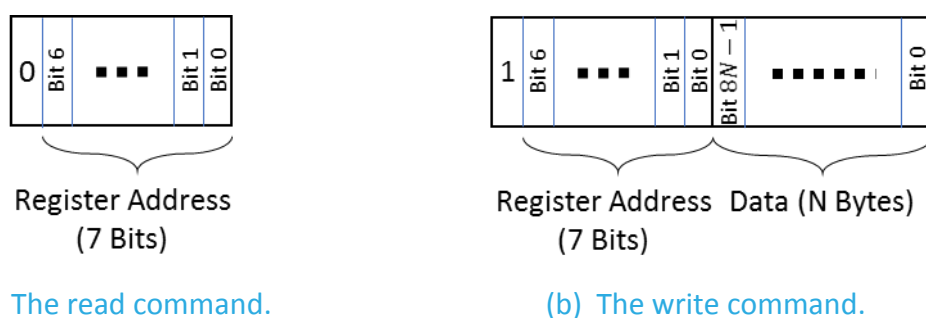 0 Bit 6 Bit 1 Bit 0
Register Address
(7 Bits)
The read command.
1 Bit 6 Bit 1 Bit 0 Bit 8N − 1 Bit 0
Register Address Data (N Bytes)
(7 Bits)
(b) The write command.